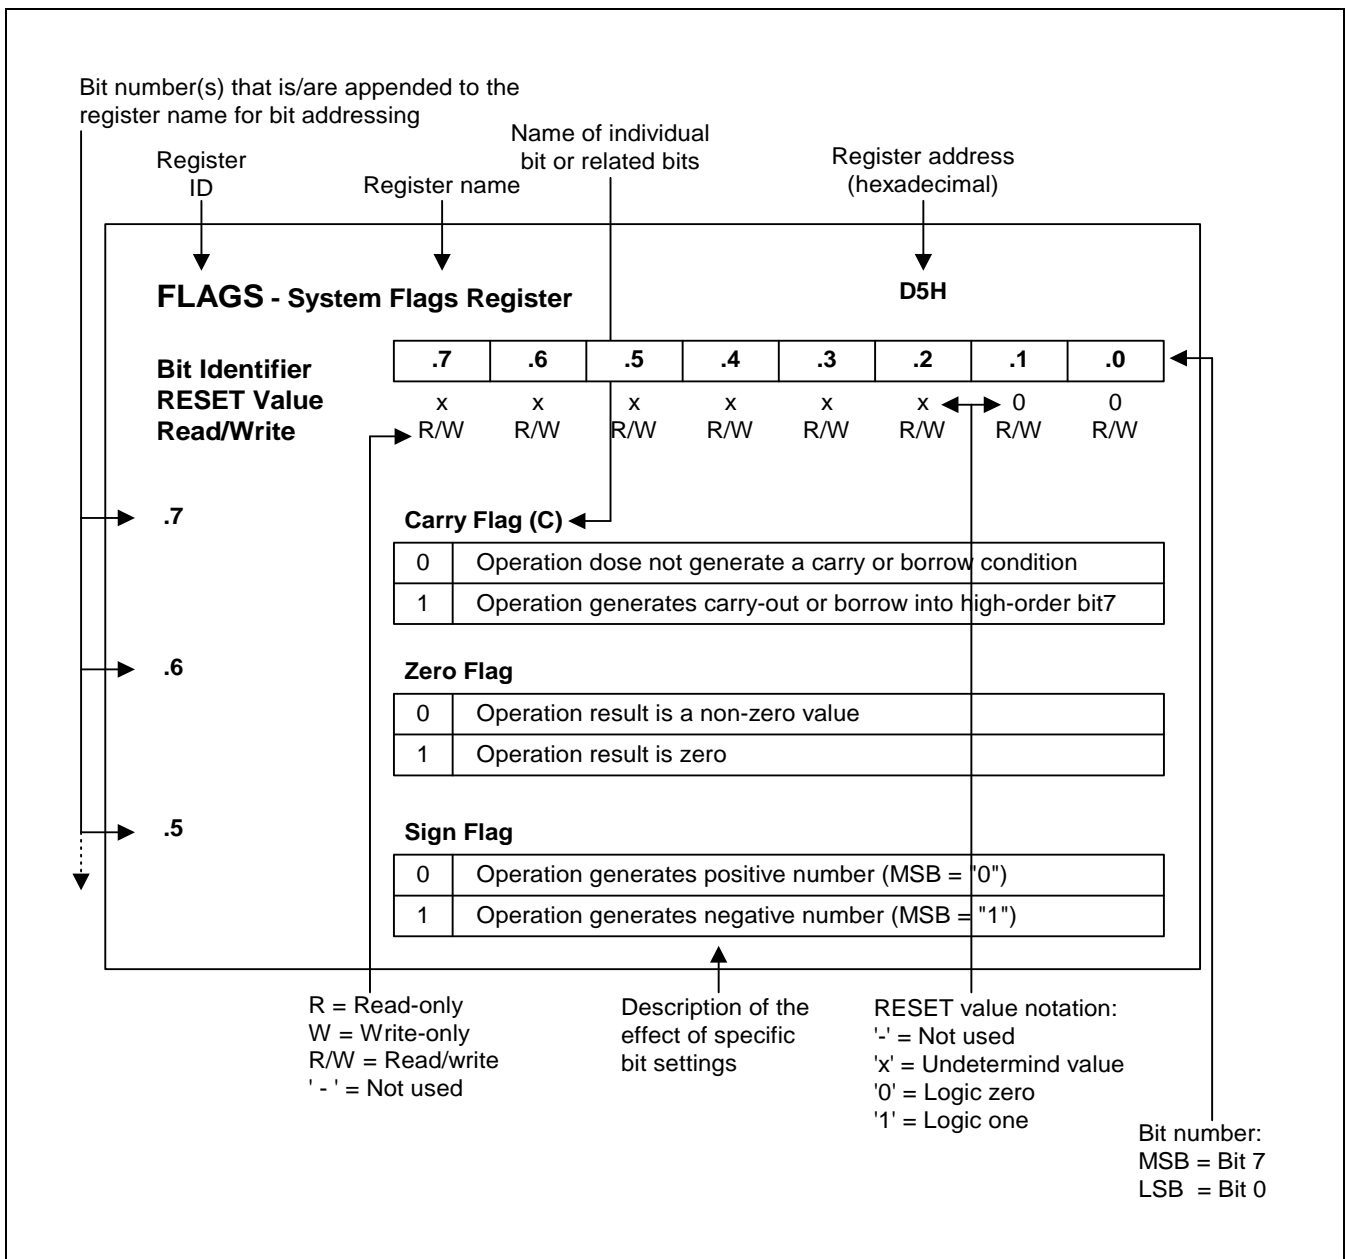 Bit number(s) that is/are appended to the
register name for bit addressing
Register
ID
Register name
Name of individual
bit or related bits
Register address
(hexadecimal)
FLAGS - System Flags Register
D5H
Bit Identifier
.7 .6 .5 .4 .3 .2 .1 .0
RESET Value
x x x x x x 0 0
Read/Write
R/W R/W R/W R/W R/W R/W R/W R/W
.7
Carry Flag (C)
0 Operation dose not generate a carry or borrow condition
1 Operation generates carry-out or borrow into high-order bit7
.6
Zero Flag
0 Operation result is a non-zero value
1 Operation result is zero
.5
Sign Flag
0 Operation generates positive number (MSB = "0")
1 Operation generates negative number (MSB = "1")
R = Read-only
W = Write-only
R/W = Read/write
' - ' = Not used
Description of the
effect of specific
bit settings
RESET value notation:
'-' = Not used
'x' = Undetermind value
'0' = Logic zero
'1' = Logic one
Bit number:
MSB = Bit 7
LSB = Bit 0